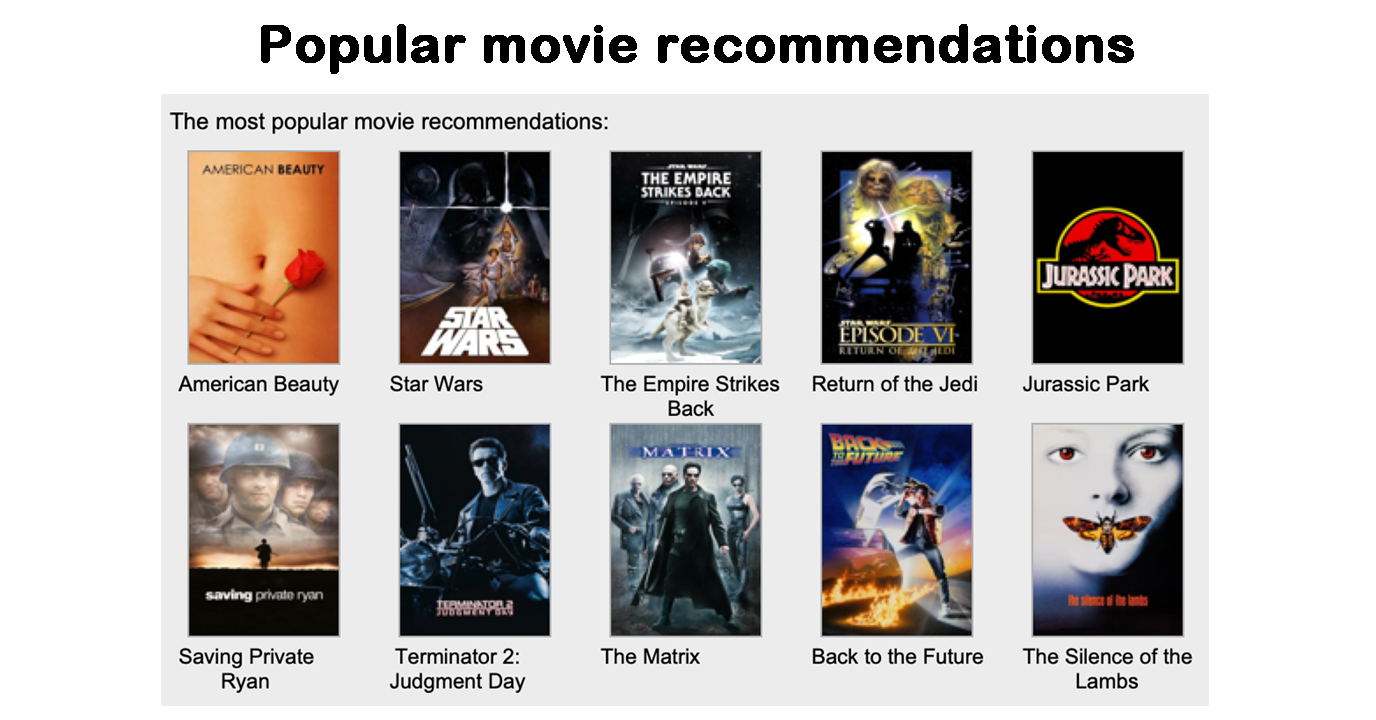 Popular movie recommendations
The most popular movie recommendations:
AMERICAN BEAUTY
STAR
WARS
STAR WARS
THE EMPIRE
STRIKES BACK
EPISODE V
STAR WARS
EPISODE VI
RETURN OF THE JEDI
JURASSIC PARK
American Beauty
Star Wars
The Empire Strikes
Back
Return of the Jedi
Jurassic Park
saving private ryan
TERMINATOR 2
JUDGMENT DAY
MATRIX
BACK
TO THE
FUTURE
the silence of the lambs
Saving Private
Ryan
Terminator 2:
Judgment Day
The Matrix
Back to the Future
The Silence of the
Lambs